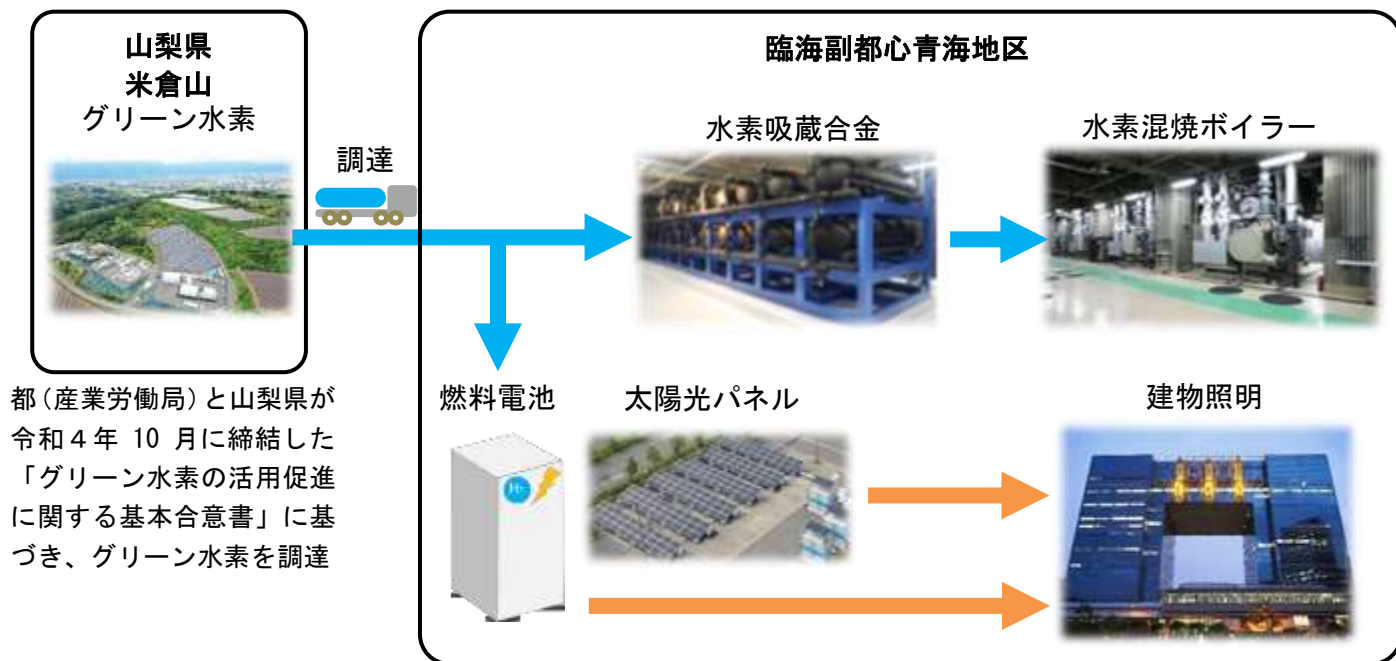 山梨県
米倉山
グリーン水素
調達
臨海副都心青海地区
水素吸蔵合金
水素混焼ボイラー
都(産業労働局)と山梨県が
令和4年 10 月に締結した
「グリーン水素の活用促進
に関する基本合意書」に基
づき、グリーン水素を調達
燃料電池
太陽光パネル
建物照明
H₂